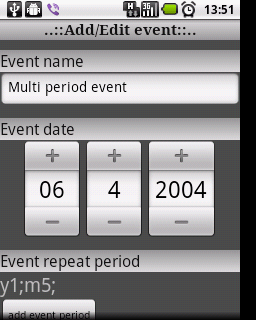 13:51
..::Add/Edit event::..
Event name
Multi period event
Event date
+ + +
06 4 2004
− − −
Event repeat period
y1;m5;
add event period